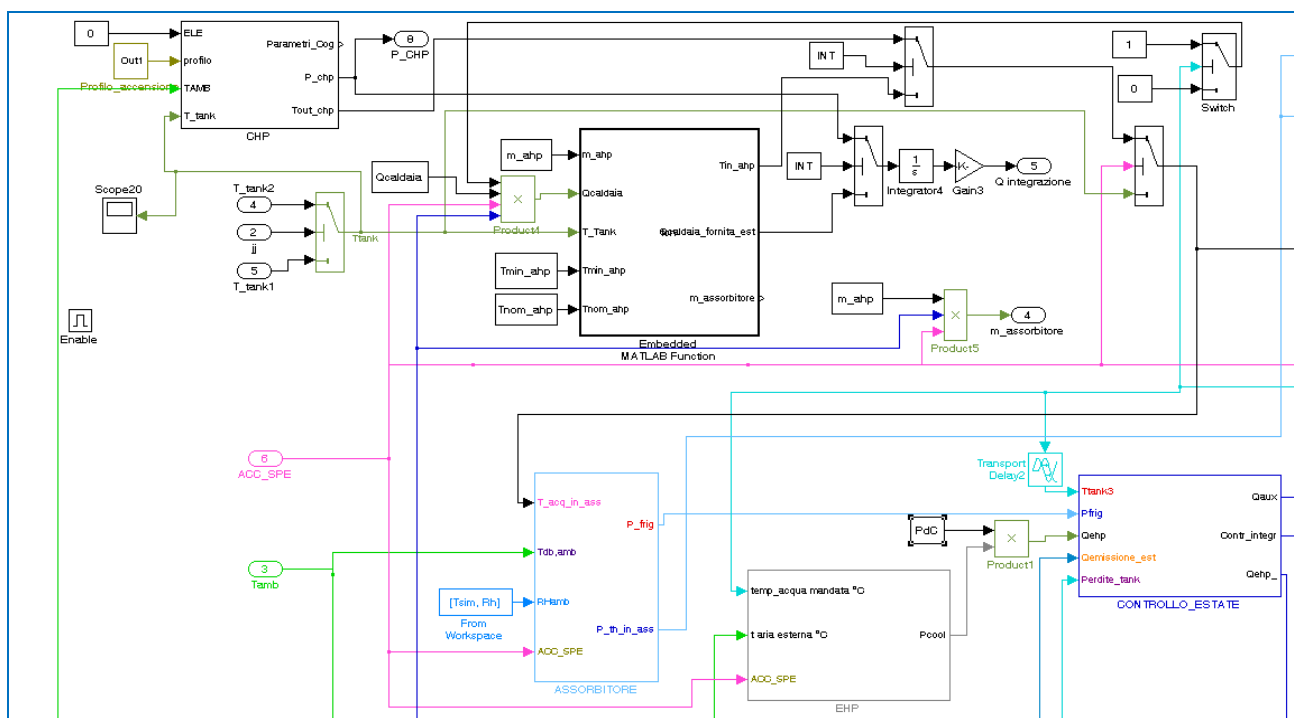 0
ELE
Parametri_Cog
8
P_CHP
Out1
profilo
Profilo_accensione
P_chp
TAMB
Tout_chp
T_tank
CHP
INT
1
0
Switch
Scope20
T_tank2
4
2
jj
5
T_tank1
Ttank
m_ahp
Qcaldaia
Product4
m_ahp
Qcaldaia
T_Tank
Tmin_ahp
Tmin_ahp
Tnom_ahp
Tnom_ahp
Tin_ahp
Qcaldaia_fornita_est
m_assorbitore
Embedded
MATLAB Function
INT
1
s
Integrator4
-K-
Gain3
5
Q integrazione
m_ahp
Product5
4
m_assorbitore
Enable
6
ACC_SPE
3
Tamb
[Tsim, Rh]
From
Workspace
T_acq_in_ass
P_frig
Tdb,amb
RHamb
P_th_in_ass
ACC_SPE
ASSORBITORE
Transport
Delay2
PdC
Product1
temp_acqua mandata °C
t aria esterna °C
Pcool
ACC_SPE
EHP
Ttank3
Qaux
Pfrig
Qehp
Contr_integr
Qemissione_est
Qehp_
Perdite_tank
CONTROLLO_ESTATE